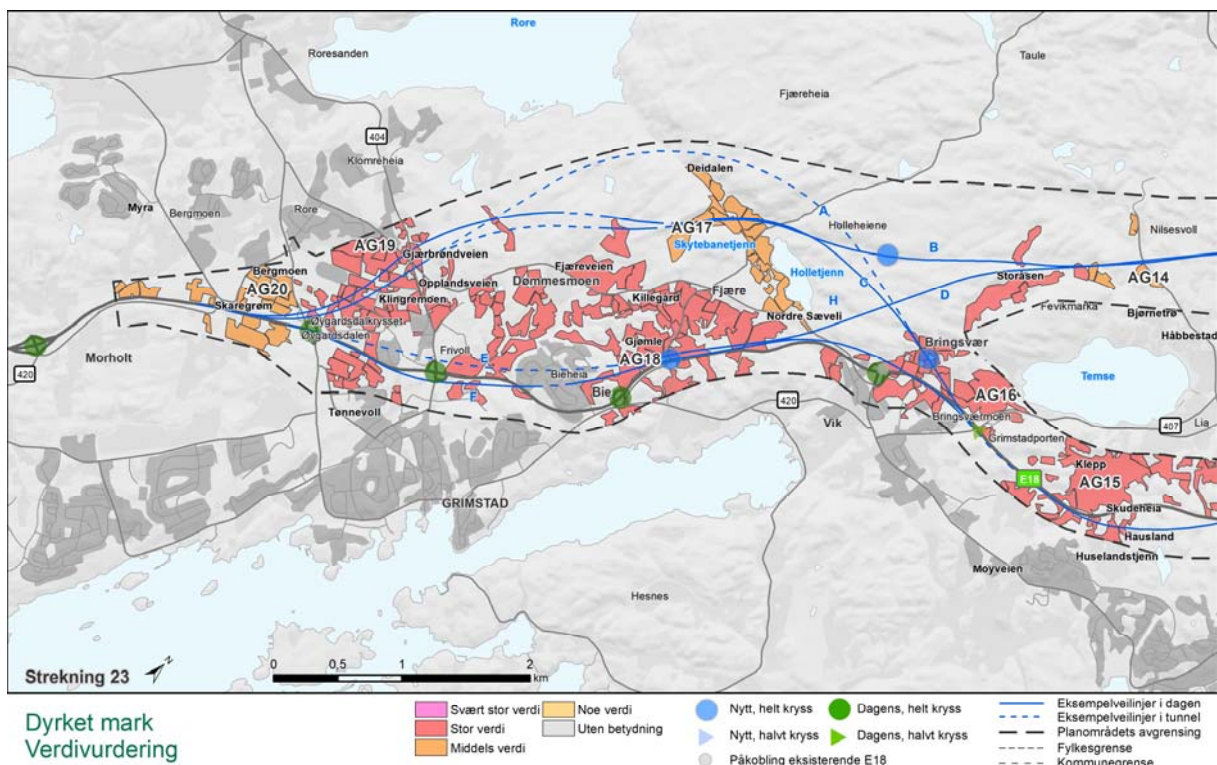 Rore
Roresanden
Taule
Fjæreheia
404
Klomreheia
Deidalen
Myra
Bergmoen
Rore
A
Holleheiene
AG17
B
Nilsesvoll
AG19
Gjærbrøndveien
Skytebanetjenn
Bergmoen
Fjæreveien
Holletjenn
C
Storåsen
AG14
AG20
Opplandsveien
Dømmesmoen
D
Skaregrøm
Klingremoen
Killegård
Fjære
H
Fevikmarka
Bjørnetrø
Øygardsdalkrysset
Nordre Sæveli
Øygardsdalen
Gjømle
Bringsvær
Håbbestad
Morholt
Frivoll
E
AG18
420
Bieheia
Temse
F
Bie
AG16
Tønnevoll
420
Vik
Bringsværmoen
407
Lia
Grimstadporten
Klepp
E18
AG15
GRIMSTAD
Skudeheia
Hausland
Huselandstjenn
Moyveien
Hesnes
Strekning 23
N
0 0,5 1 2
km
Dyrket mark
Verdivurdering
Svært stor verdi
Stor verdi
Middels verdi
Noe verdi
Uten betydning
Nytt, helt kryss
Nytt, halvt kryss
Dagens, helt kryss
Dagens, halvt kryss
Påkobling eksisterende E18
Eksempelveilinjer i dagen
Eksempelveilinjer i tunnel
Planområdets avgrensing
Fylkesgrense
Kommunegrense